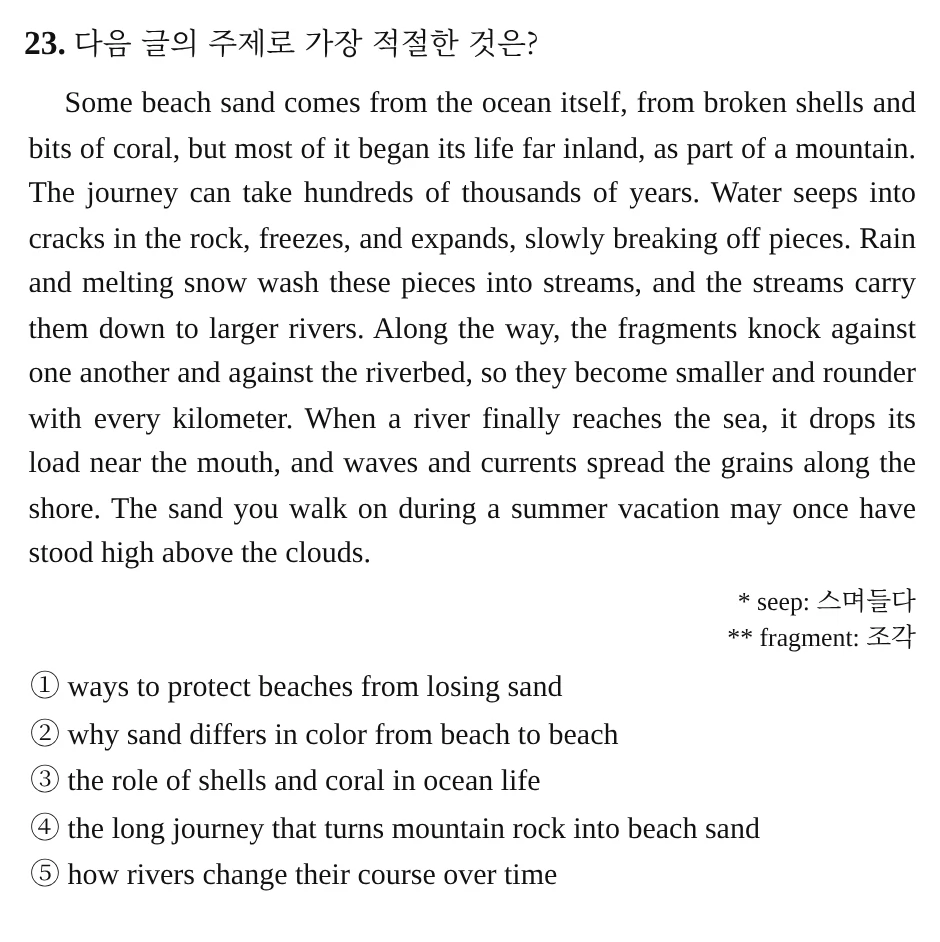 23. 다음 글의 주제로 가장 적절한 것은?
Some beach sand comes from the ocean itself, from broken shells and
bits of coral, but most of it began its life far inland, as part of a mountain.
The journey can take hundreds of thousands of years. Water seeps into
cracks in the rock, freezes, and expands, slowly breaking off pieces. Rain
and melting snow wash these pieces into streams, and the streams carry
them down to larger rivers. Along the way, the fragments knock against
one another and against the riverbed, so they become smaller and rounder
with every kilometer. When a river finally reaches the sea, it drops its
load near the mouth, and waves and currents spread the grains along the
shore. The sand you walk on during a summer vacation may once have
stood high above the clouds.
* seep: 스며들다
** fragment: 조각
① ways to protect beaches from losing sand
② why sand differs in color from beach to beach
③ the role of shells and coral in ocean life
④ the long journey that turns mountain rock into beach sand
⑤ how rivers change their course over time